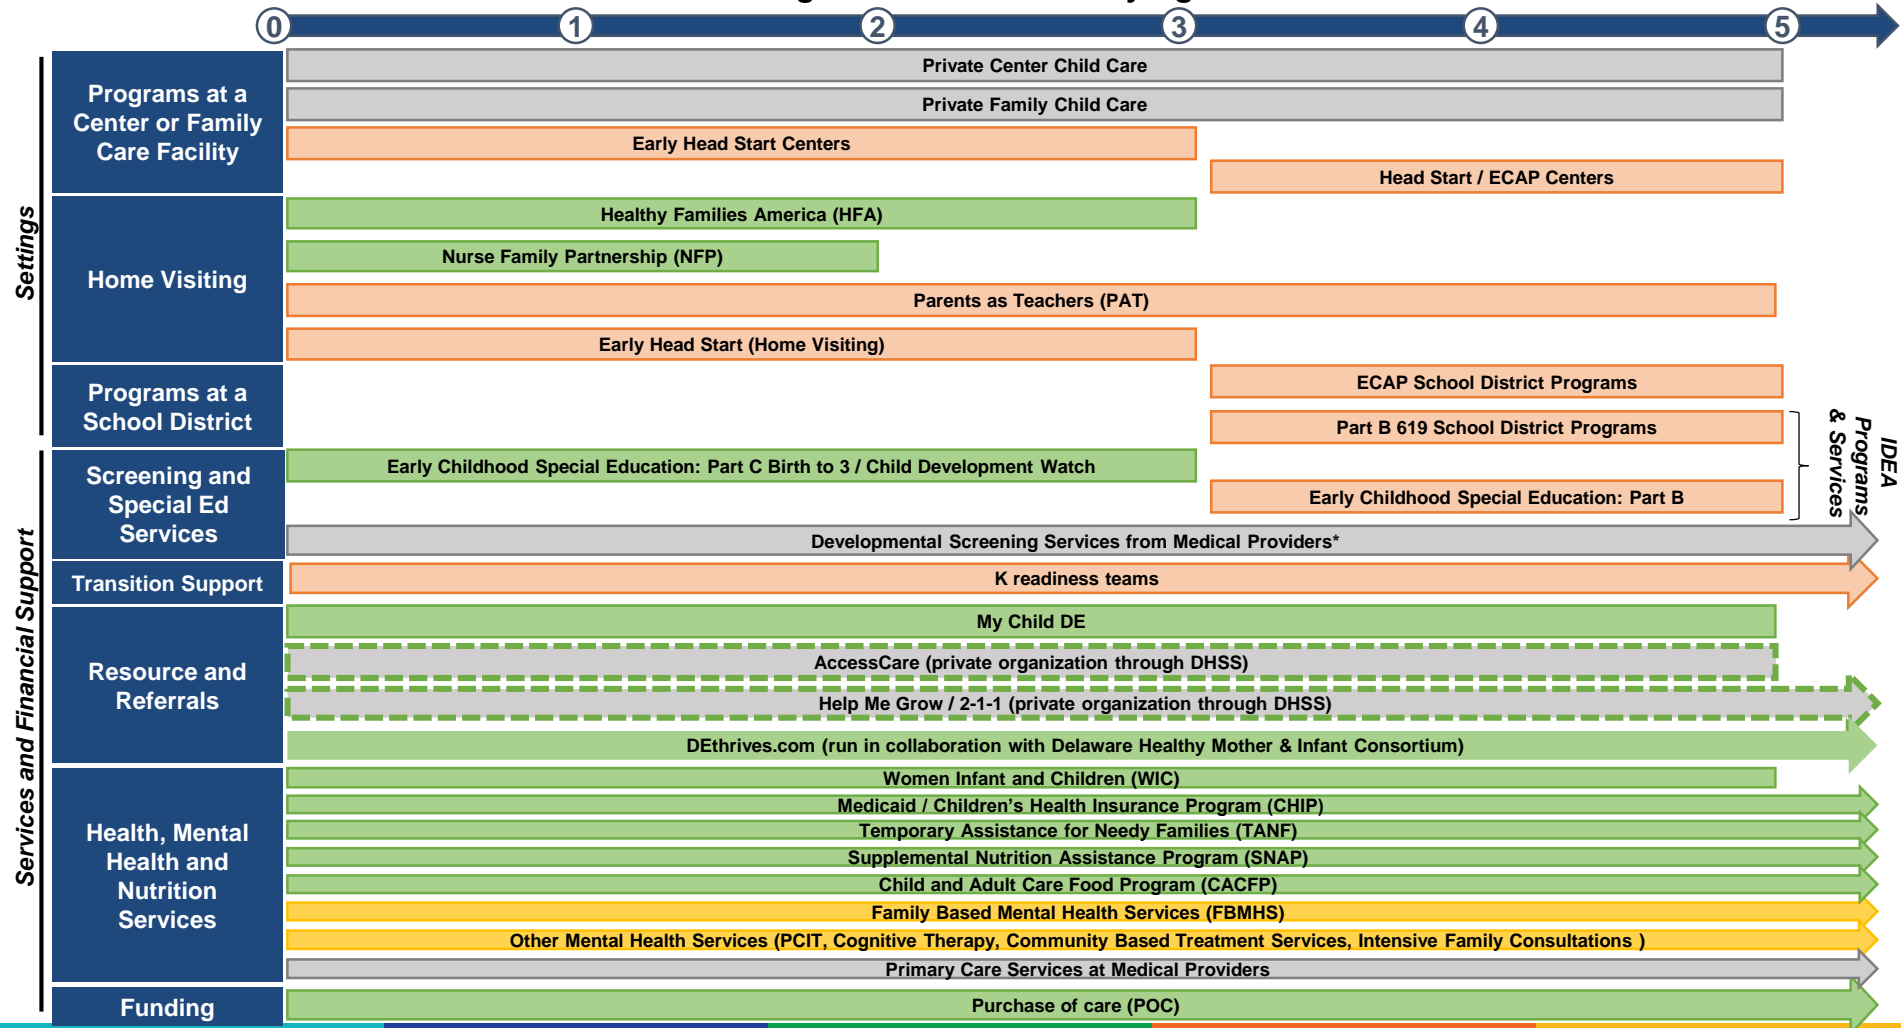 0 1 2 3 4 5
Settings
Programs at a
Center or Family
Care Facility
Private Center Child Care
Private Family Child Care
Early Head Start Centers
Head Start / ECAP Centers
Home Visiting
Healthy Families America (HFA)
Nurse Family Partnership (NFP)
Parents as Teachers (PAT)
Early Head Start (Home Visiting)
Programs at a
School District
ECAP School District Programs
Part B 619 School District Programs
IDEA
Programs
& Services
Services and Financial Support
Screening and
Special Ed
Services
Early Childhood Special Education: Part C Birth to 3 / Child Development Watch
Early Childhood Special Education: Part B
Developmental Screening Services from Medical Providers*
Transition Support
K readiness teams
Resource and
Referrals
My Child DE
AccessCare (private organization through DHSS)
Help Me Grow / 2-1-1 (private organization through DHSS)
DEthrives.com (run in collaboration with Delaware Healthy Mother & Infant Consortium)
Health, Mental
Health and
Nutrition
Services
Women Infant and Children (WIC)
Medicaid / Children's Health Insurance Program (CHIP)
Temporary Assistance for Needy Families (TANF)
Supplemental Nutrition Assistance Program (SNAP)
Child and Adult Care Food Program (CACFP)
Family Based Mental Health Services (FBMHS)
Other Mental Health Services (PCIT, Cognitive Therapy, Community Based Treatment Services, Intensive Family Consultations )
Primary Care Services at Medical Providers
Funding
Purchase of care (POC)